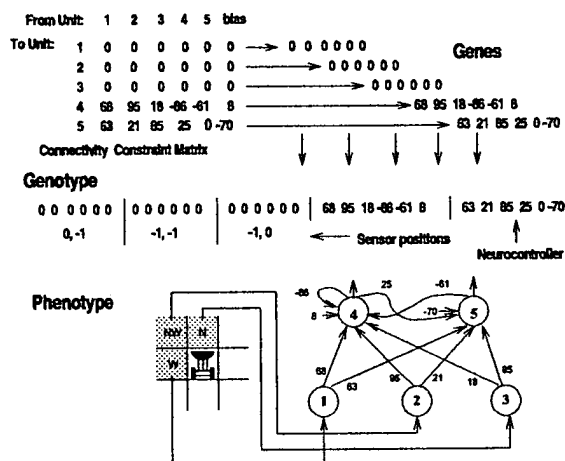 From Unit: 1 2 3 4 5 bias
To Unit:
1 0 0 0 0 0 0 0 0 0 0 0 0
Genes
2 0 0 0 0 0 0 0 0 0 0 0 0
3 0 0 0 0 0 0 0 0 0 0 0 0
4 68 95 18 -86 -61 8 68 95 18 -86 -61 8
5 63 21 85 25 0 -70 63 21 85 25 0 -70
Connectivity Constraint Matrix
Genotype
0 0 0 0 0 0 0 0 0 0 0 0 0 0 0 0 0 0 68 95 18 -86 -61 8 63 21 85 25 0 -70
0, -1 -1, -1 -1, 0
Sensor positions
Neurocontroller
Phenotype
-86 25 -61
8 4 -70 5
NW N
W
68 63 95 21 18 85
1 2 3